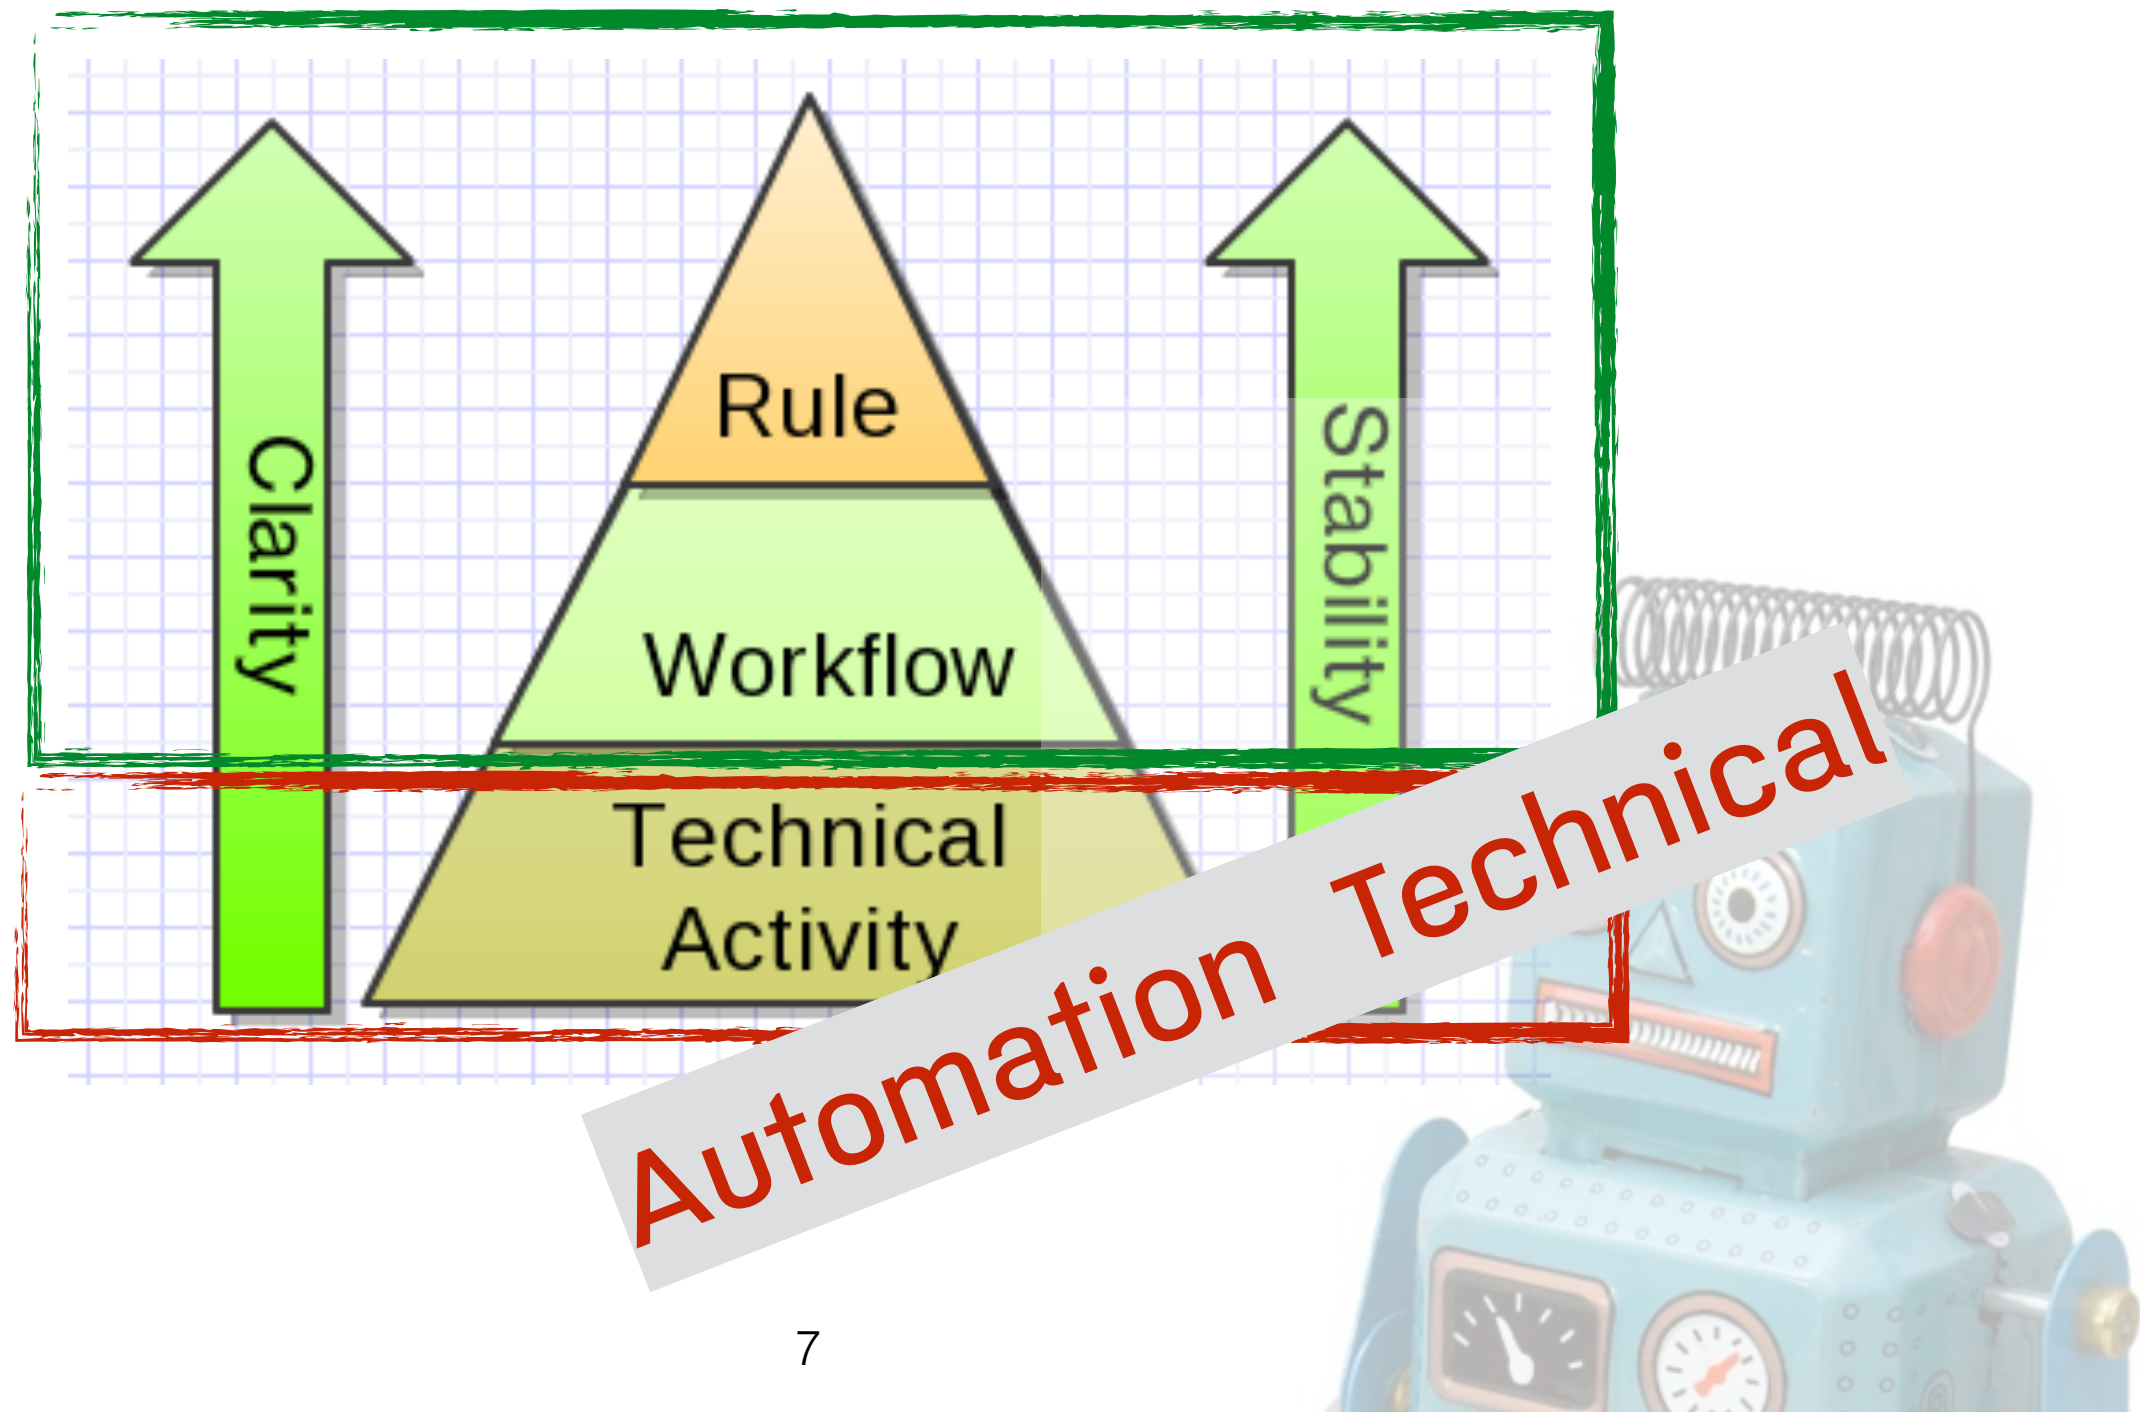 Rule
Clarity
Stability
Workflow
Technical
Activity
Automation Technical
7